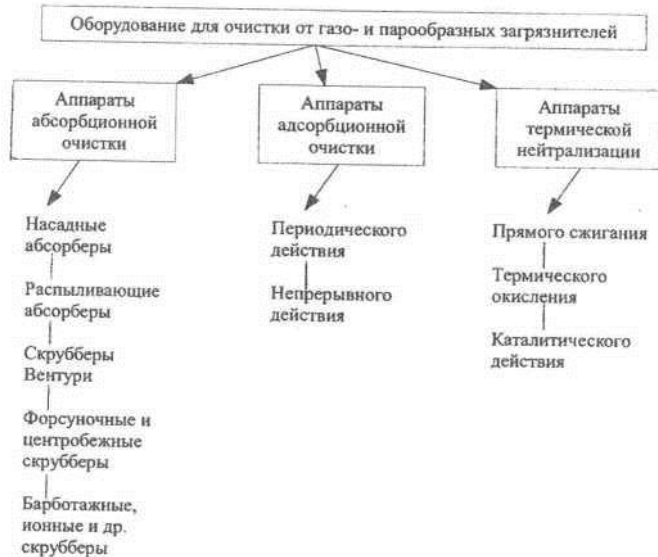 Оборудование для очистки от газо- и парообразных загрязнителей
Аппараты
абсорбционной
очистки
Насадные
абсорберы
Распыливающие
абсорберы
Скрубберы
Вентури
Форсуночные и
центробежные
скрубберы
Барботажные,
ионные и др.
скрубберы
Аппараты
адсорбционной
очистки
Периодического
действия
Непрерывного
действия
Аппараты
термической
нейтрализации
Прямого сжигания
Термического
окисления
Каталитического
действия